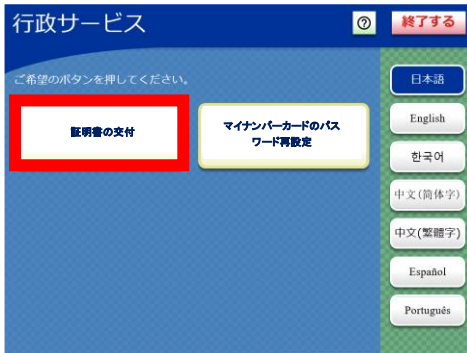 行政サービス
?
終了する
ご希望のボタンを押してください。
証明書の交付
マイナンバーカードのパス
ワード再設定
日本語
English
한국어
中文(简体字)
中文(繁體字)
Español
Português